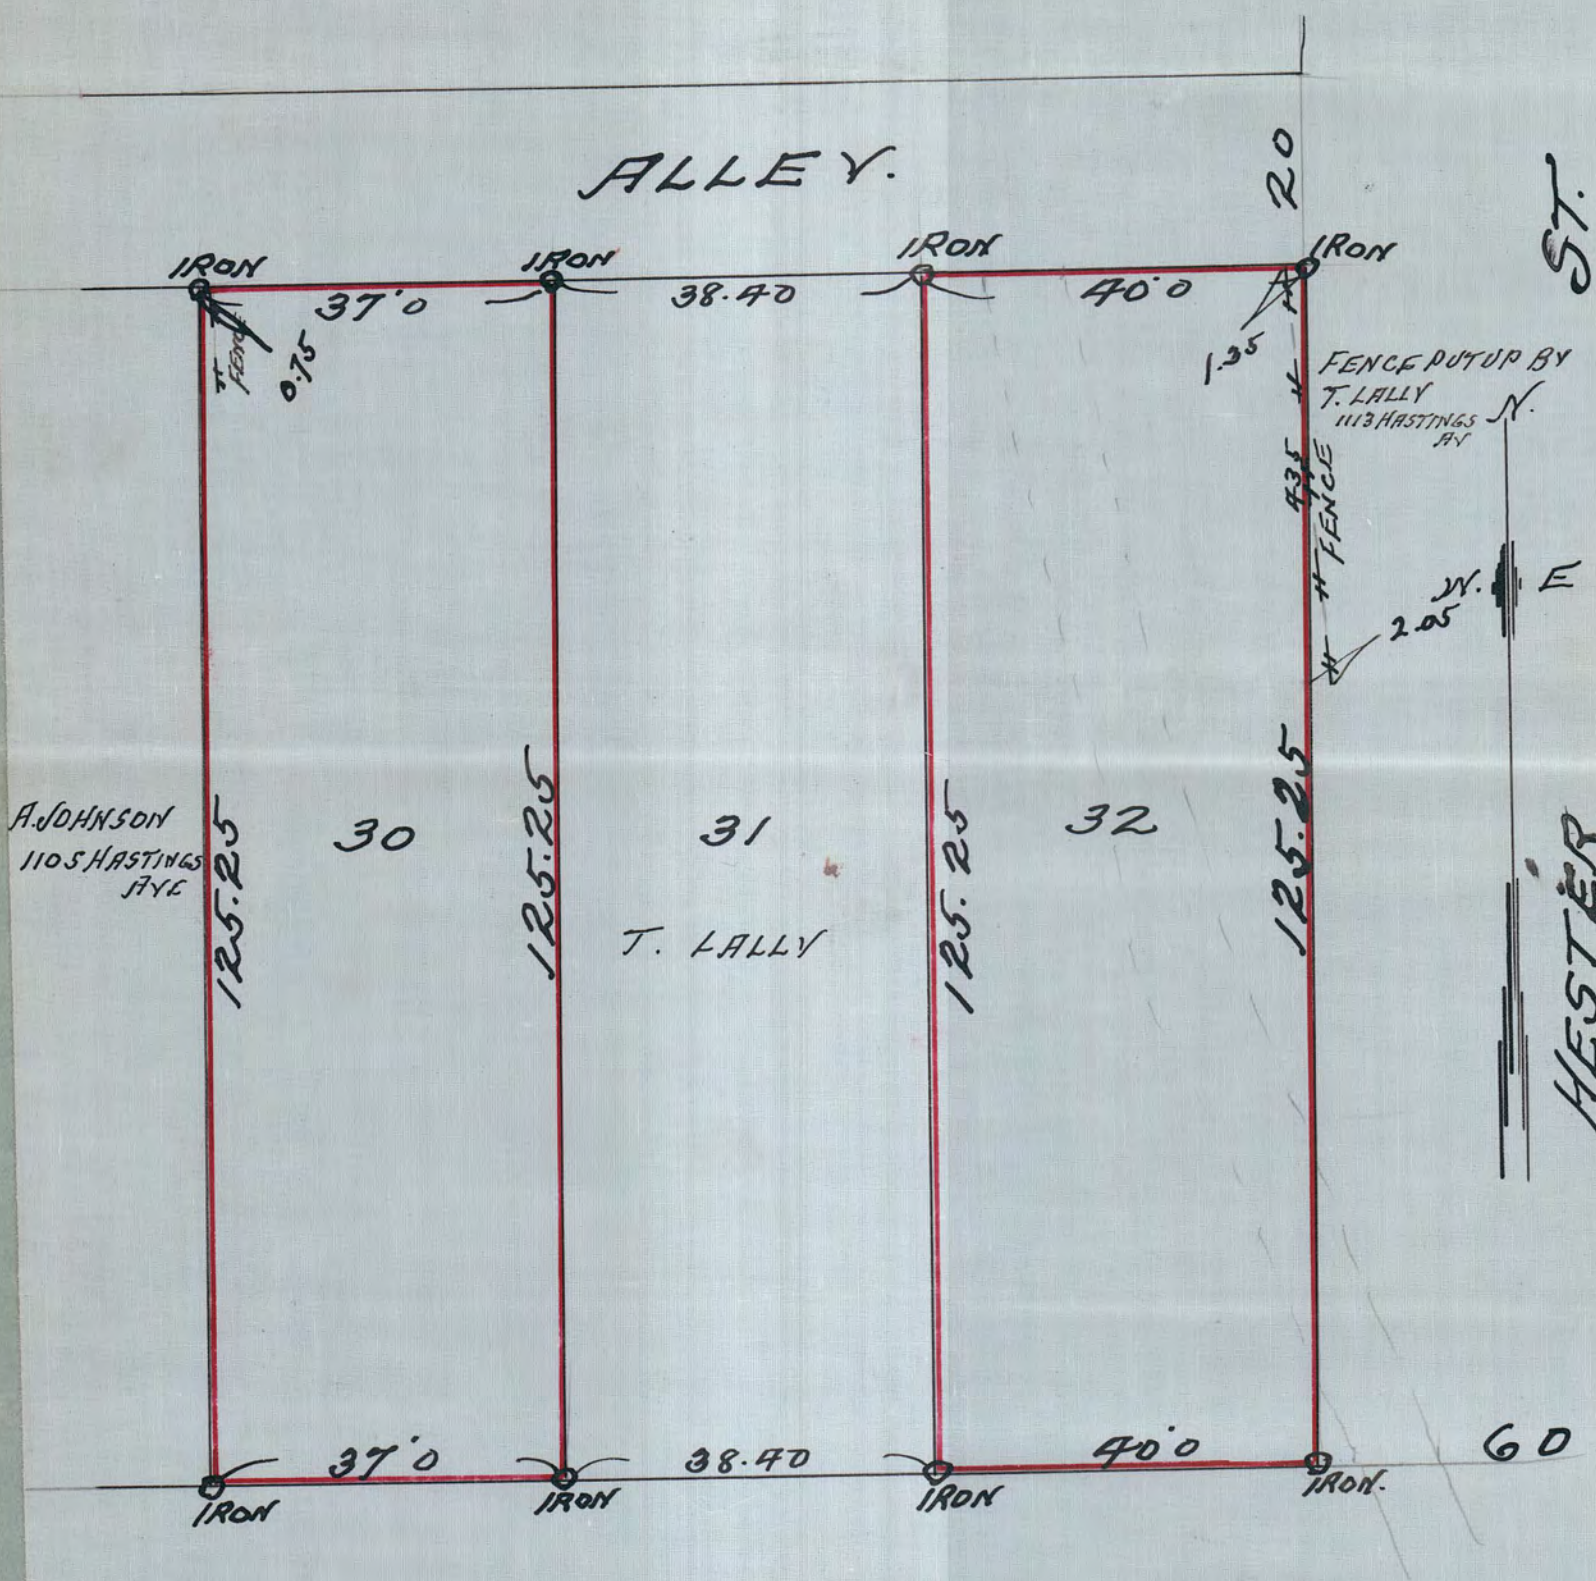 ALLEY.
20
ST.
IRON
IRON
IRON
IRON
37'0
38.40
40'0
FENCE
0.75
1.35
FENCE PUT UP BY
T. LALLY
1113 HASTINGS
AV
N.
435
FENCE
W.
E
2.05
A. JOHNSON
1105 HASTINGS
AVE
125.25
30
125.25
31
T. LALLY
125.25
32
125.25
HESTER
37'0
38.40
40'0
60
IRON
IRON
IRON
IRON.